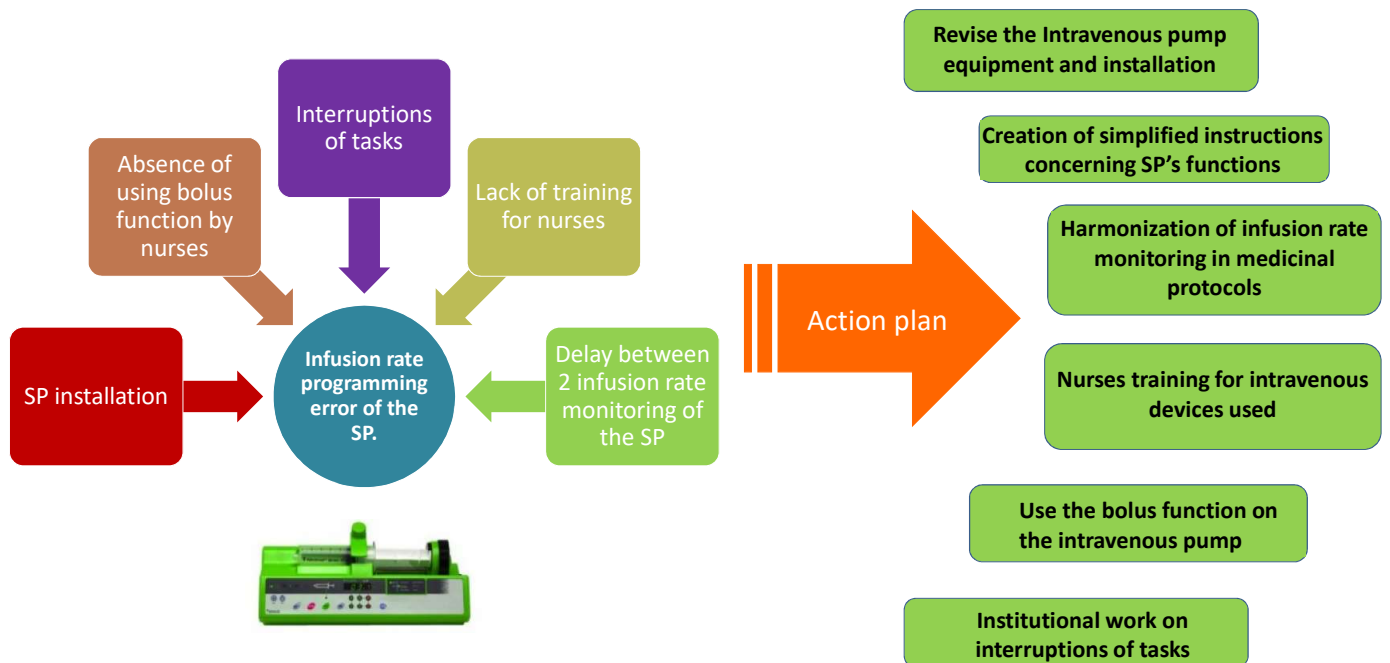 Interruptions
of tasks
Absence of
using bolus
function by
nurses
Lack of training
for nurses
SP installation
Infusion rate
programming
error of the
SP.
Delay between
2 infusion rate
monitoring of
the SP
Action plan
Revise the Intravenous pump
equipment and installation
Creation of simplified instructions
concerning SP’s functions
Harmonization of infusion rate
monitoring in medicinal
protocols
Nurses training for intravenous
devices used
Use the bolus function on
the intravenous pump
Institutional work on
interruptions of tasks